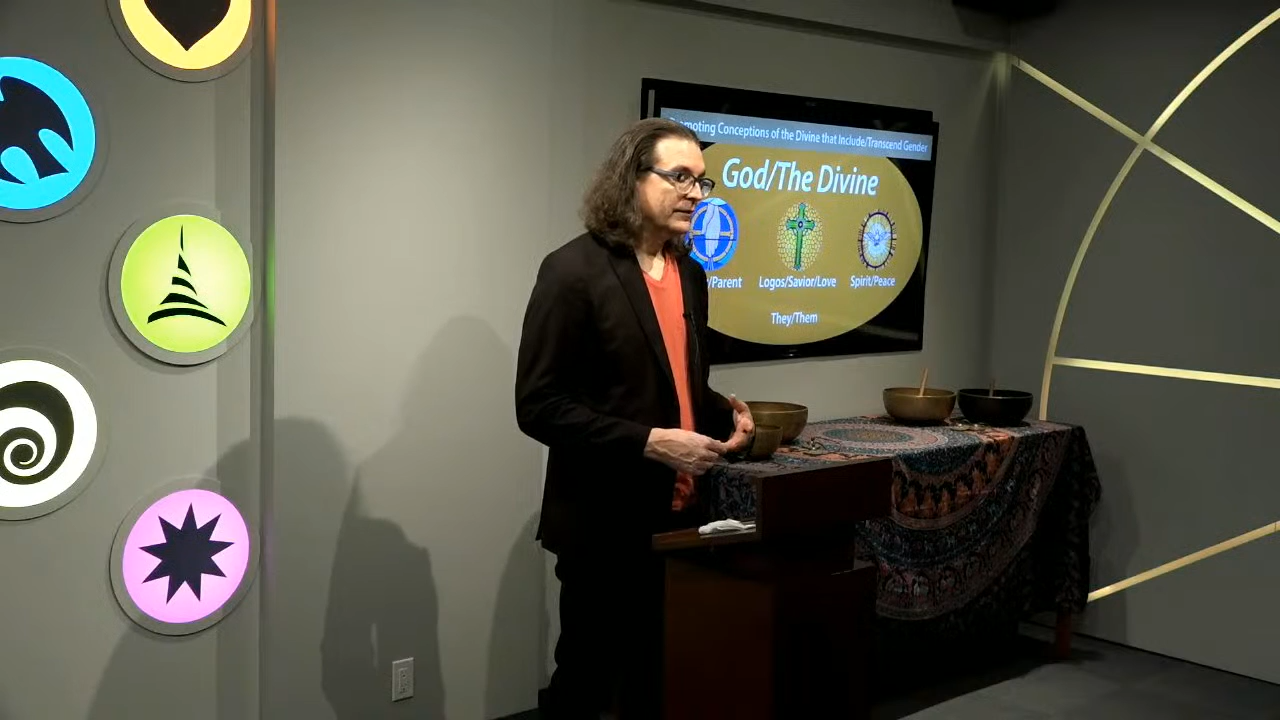 Conceptions of the Divine that Include/Transcend Gender
God/The Divine
/Parent Logos/Savior/Love Spirit/Peace
They/Them